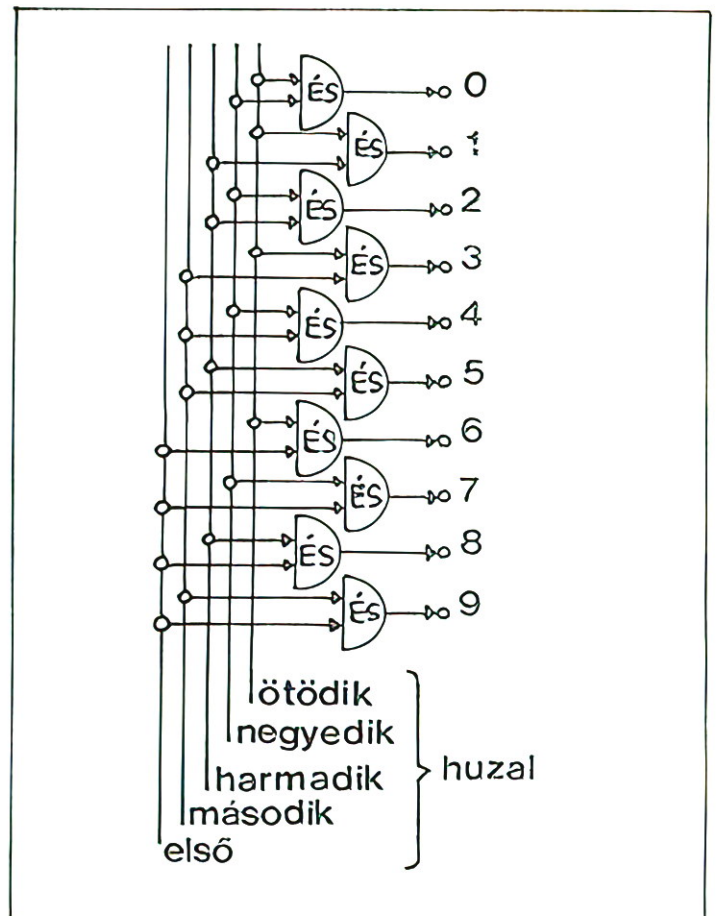 ÉS 0
ÉS 1
ÉS 2
ÉS 3
ÉS 4
ÉS 5
ÉS 6
ÉS 7
ÉS 8
ÉS 9
ötödik
negyedik
huzal
harmadik
második
első